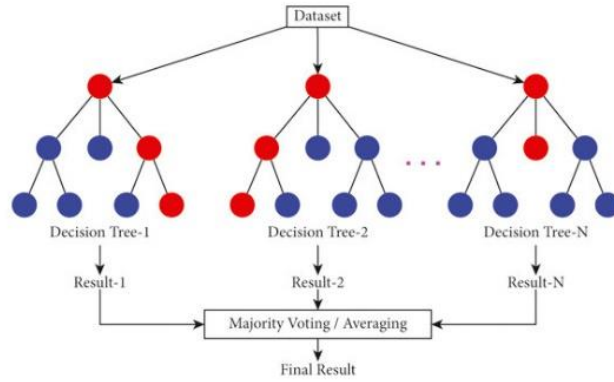 Dataset
Decision Tree-1
Decision Tree-2
Decision Tree-N
Result-1
Result-2
Result-N
Majority Voting / Averaging
Final Result